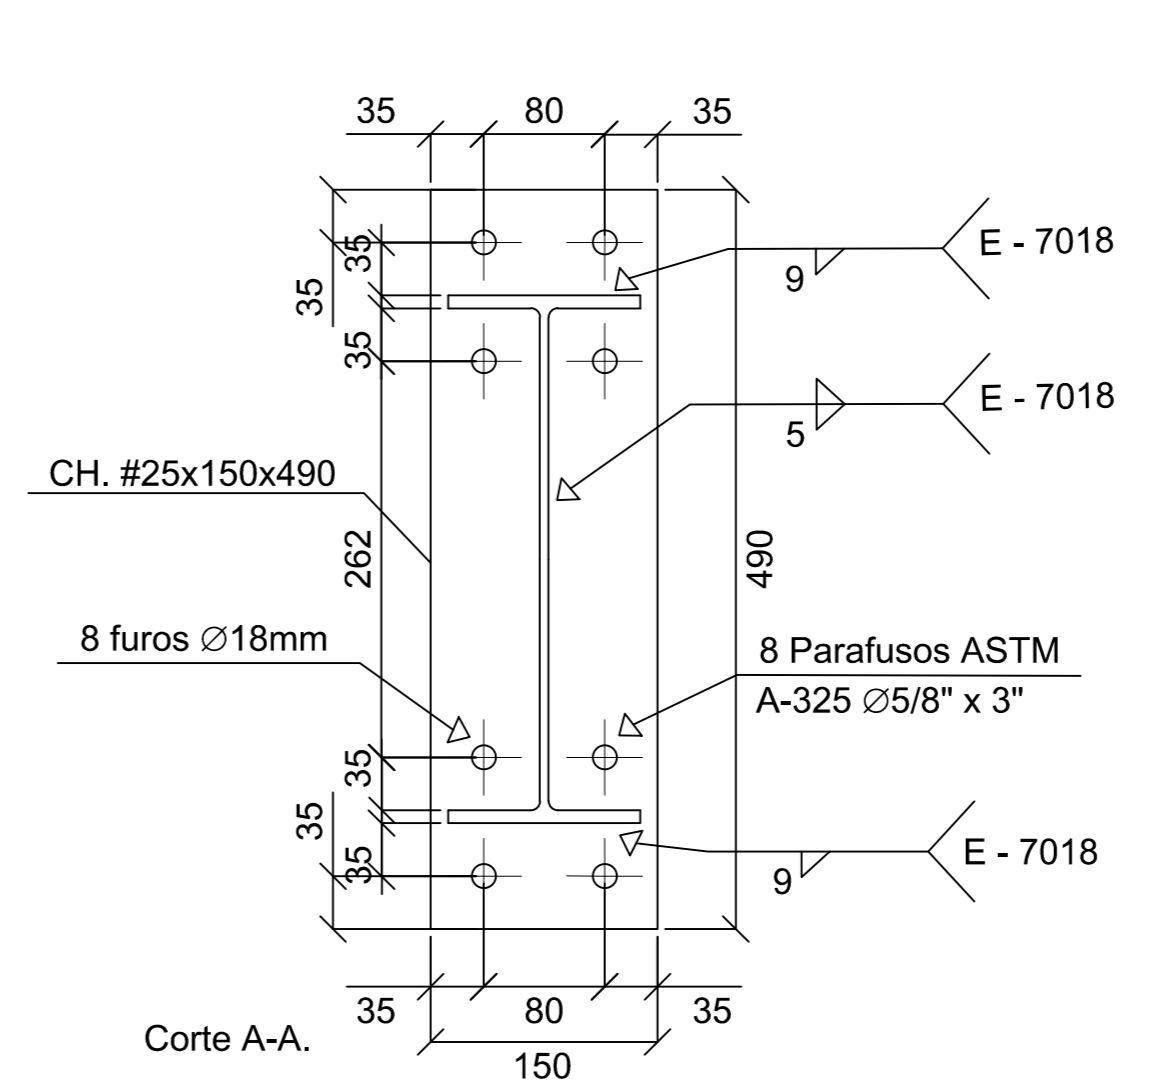 35 80 35
35
35
35
E - 7018
9
E - 7018
5
CH. #25x150x490
262
490
8 furos ∅18mm
8 Parafusos ASTM
A-325 ∅5/8" x 3"
35
35
35
E - 7018
9
35 80 35
150
Corte A-A.